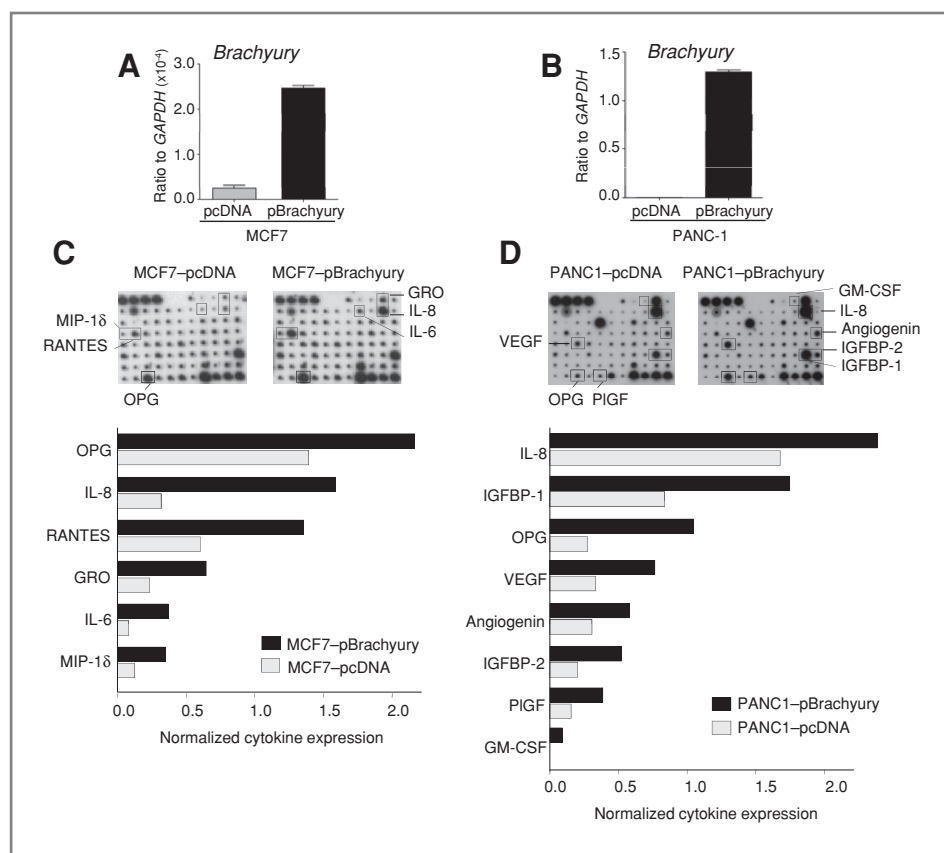 A
Brachyury
Ratio to GAPDH (x10⁻⁴)
3.0
2.0
1.0
0.0
pcDNA pBrachyury
MCF7
B
Brachyury
Ratio to GAPDH
1.5
1.0
0.5
0.0
pcDNA pBrachyury
PANC-1
C
MCF7–pcDNA MCF7–pBrachyury
GRO
IL-8
IL-6
MIP-1δ
RANTES
OPG
OPG
IL-8
RANTES
GRO
IL-6
MIP-1δ
MCF7–pBrachyury
MCF7–pcDNA
0.0 0.5 1.0 1.5 2.0
Normalized cytokine expression
D
PANC1–pcDNA PANC1–pBrachyury
GM-CSF
IL-8
Angiogenin
IGFBP-2
IGFBP-1
VEGF
OPG PlGF
IL-8
IGFBP-1
OPG
VEGF
Angiogenin
IGFBP-2
PlGF
GM-CSF
PANC1–pBrachyury
PANC1–pcDNA
0.0 0.5 1.0 1.5 2.0
Normalized cytokine expression